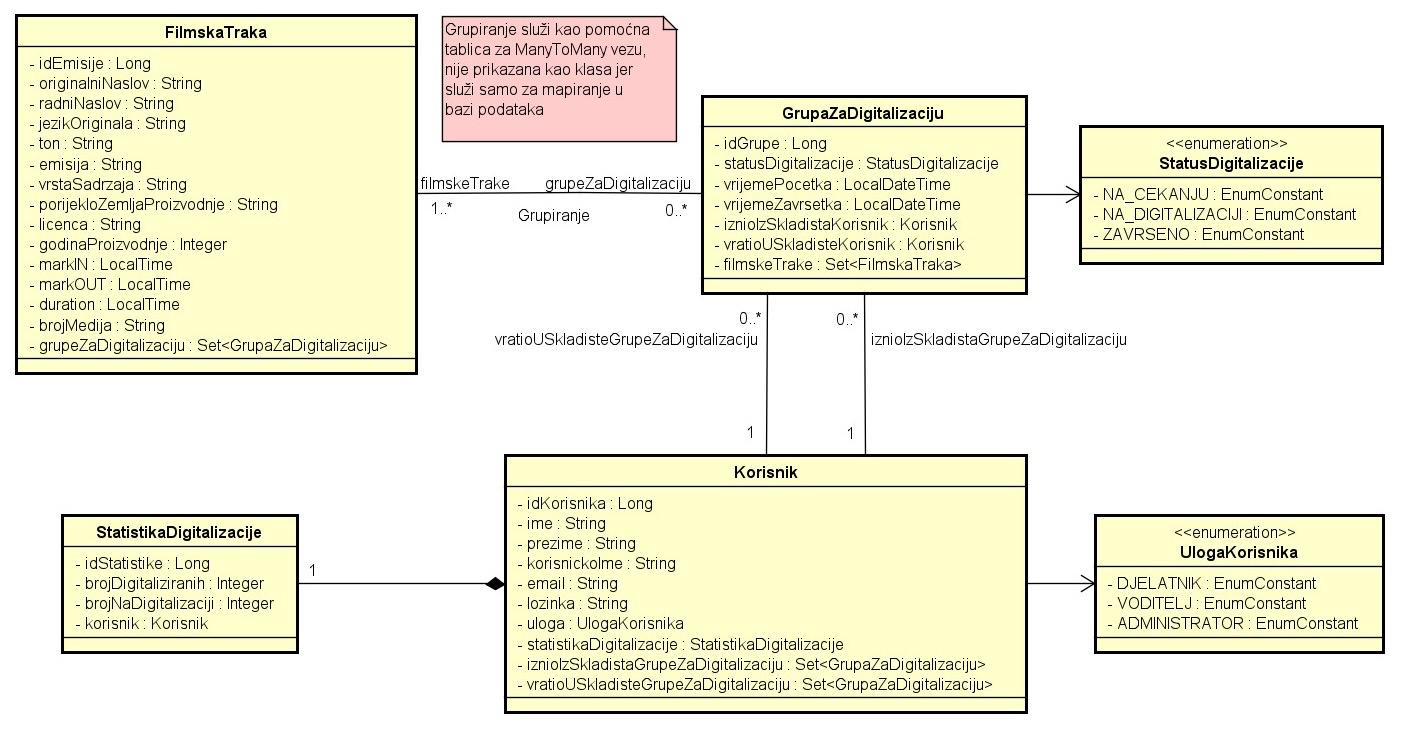 FilmskaTraka
- idEmisije : Long
- originalniNaslov : String
- radniNaslov : String
- jezikOriginala : String
- ton : String
- emisija : String
- vrstaSadrzaja : String
- porijekloZemljaProizvodnje : String
- licenca : String
- godinaProizvodnje : Integer
- markIN : LocalTime
- markOUT : LocalTime
- duration : LocalTime
- brojMedija : String
- grupeZaDigitalizaciju : Set<GrupaZaDigitalizaciju>
Grupiranje služi kao pomoćna
tablica za ManyToMany vezu,
nije prikazana kao klasa jer
služi samo za mapiranje u
bazi podataka
filmskeTrake
grupeZaDigitalizaciju
1..*
Grupiranje
0..*
GrupaZaDigitalizaciju
- idGrupe : Long
- statusDigitalizacije : StatusDigitalizacije
- vrijemePocetka : LocalDateTime
- vrijemeZavrsetka : LocalDateTime
- iznioIzSkladistaKorisnik : Korisnik
- vratioUSkladisteKorisnik : Korisnik
- filmskeTrake : Set<FilmskaTraka>
<<enumeration>>
StatusDigitalizacije
- NA_CEKANJU : EnumConstant
- NA_DIGITALIZACIJI : EnumConstant
- ZAVRSENO : EnumConstant
0..*
0..*
vratioUSkladisteGrupeZaDigitalizaciju
iznioIzSkladistaGrupeZaDigitalizaciju
1
1
StatistikaDigitalizacije
- idStatistike : Long
- brojDigitaliziranih : Integer
- brojNaDigitalizaciji : Integer
- korisnik : Korisnik
1
Korisnik
- idKorisnika : Long
- ime : String
- prezime : String
- korisnickoIme : String
- email : String
- lozinka : String
- uloga : UlogaKorisnika
- statistikaDigitalizacije : StatistikaDigitalizacije
- iznioIzSkladistaGrupeZaDigitalizaciju : Set<GrupaZaDigitalizaciju>
- vratioUSkladisteGrupeZaDigitalizaciju : Set<GrupaZaDigitalizaciju>
<<enumeration>>
UlogaKorisnika
- DJELATNIK : EnumConstant
- VODITELJ : EnumConstant
- ADMINISTRATOR : EnumConstant